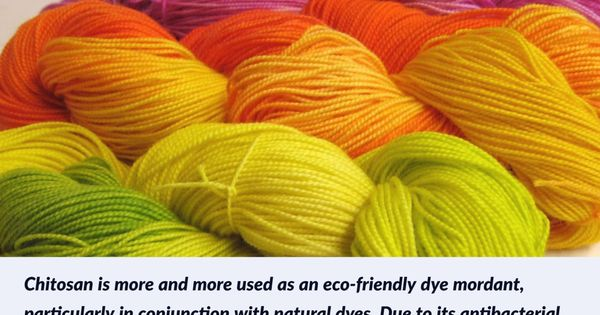 Chitosan is more and more used as an eco-friendly dye mordant,
particularly in conjunction with natural dyes. Due to its antibacterial